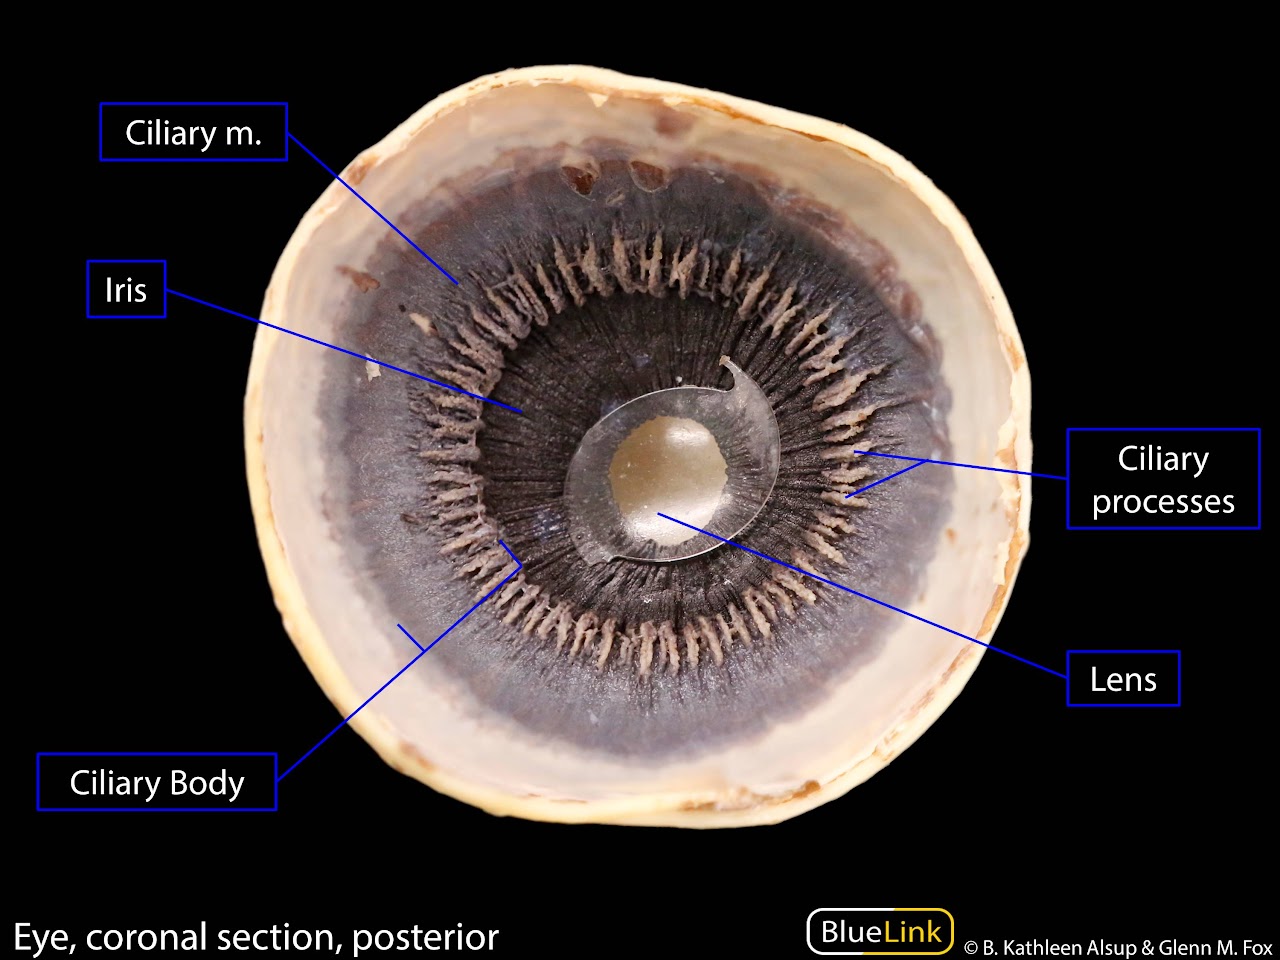 Ciliary m.
Iris
Ciliary
processes
Lens
Ciliary Body
Eye, coronal section, posterior
BlueLink
© B. Kathleen Alsup & Glenn M. Fox